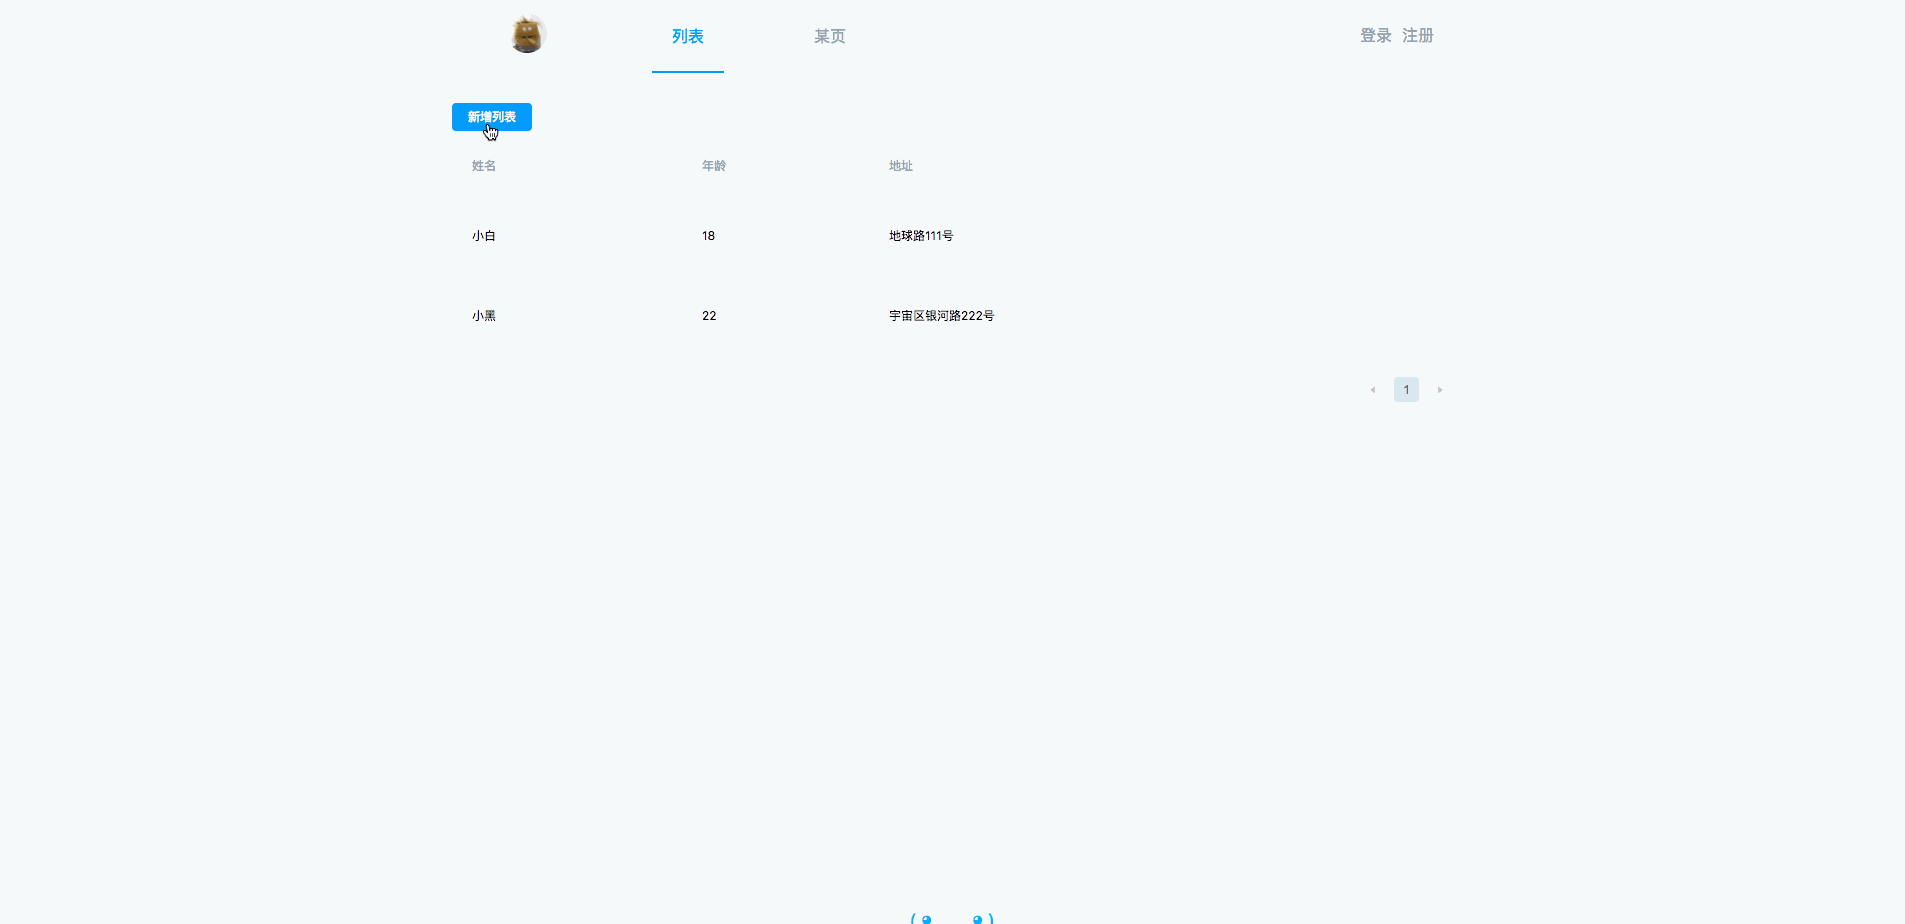 列表 某页 登录 注册
新增列表
姓名 年龄 地址
小白 18 地球路111号
小黑 22 宇宙区银河路222号
1